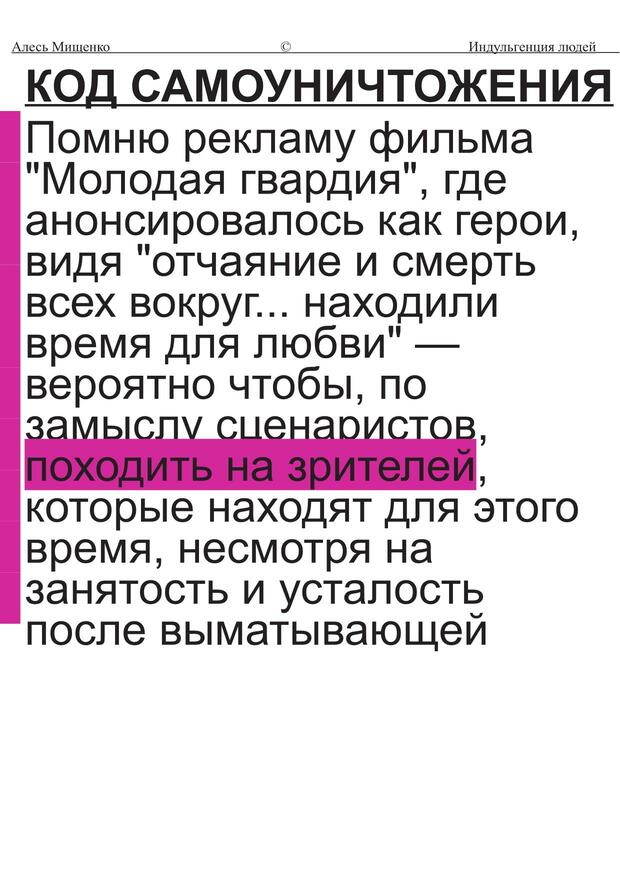 Алесь Мищенко © Индульгенция людей
КОД САМОУНИЧТОЖЕНИЯ
Помню рекламу фильма
"Молодая гвардия", где
анонсировалось как герои,
видя "отчаяние и смерть
всех вокруг... находили
время для любви" —
вероятно чтобы, по
замыслу сценаристов,
походить на зрителей,
которые находят для этого
время, несмотря на
занятость и усталость
после выматывающей